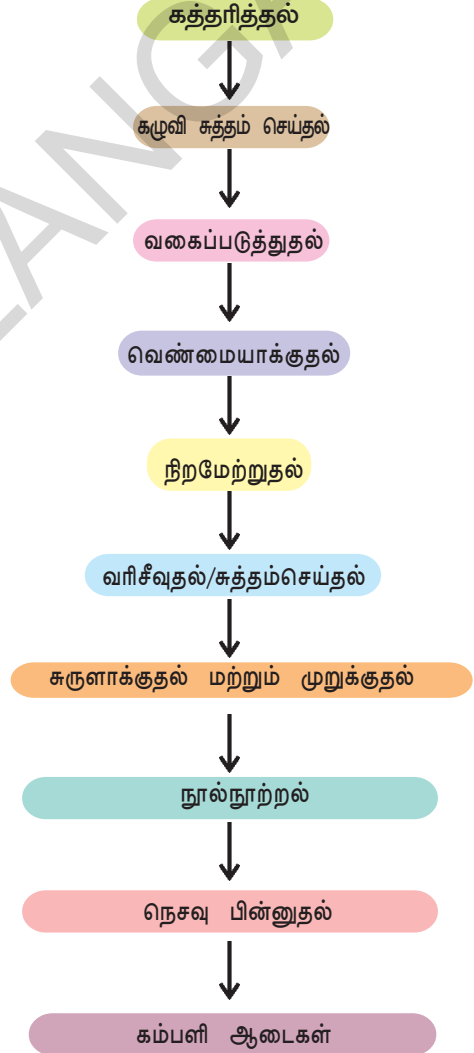 கத்தரித்தல்
கழுவி சுத்தம் செய்தல்
வகைப்படுத்துதல்
வெண்மையாக்குதல்
நிறமேற்றுதல்
வரிசீவுதல்/சுத்தம்செய்தல்
சுருளாக்குதல் மற்றும் முறுக்குதல்
நூல்நூற்றல்
நெசவு பின்னுதல்
கம்பளி ஆடைகள்